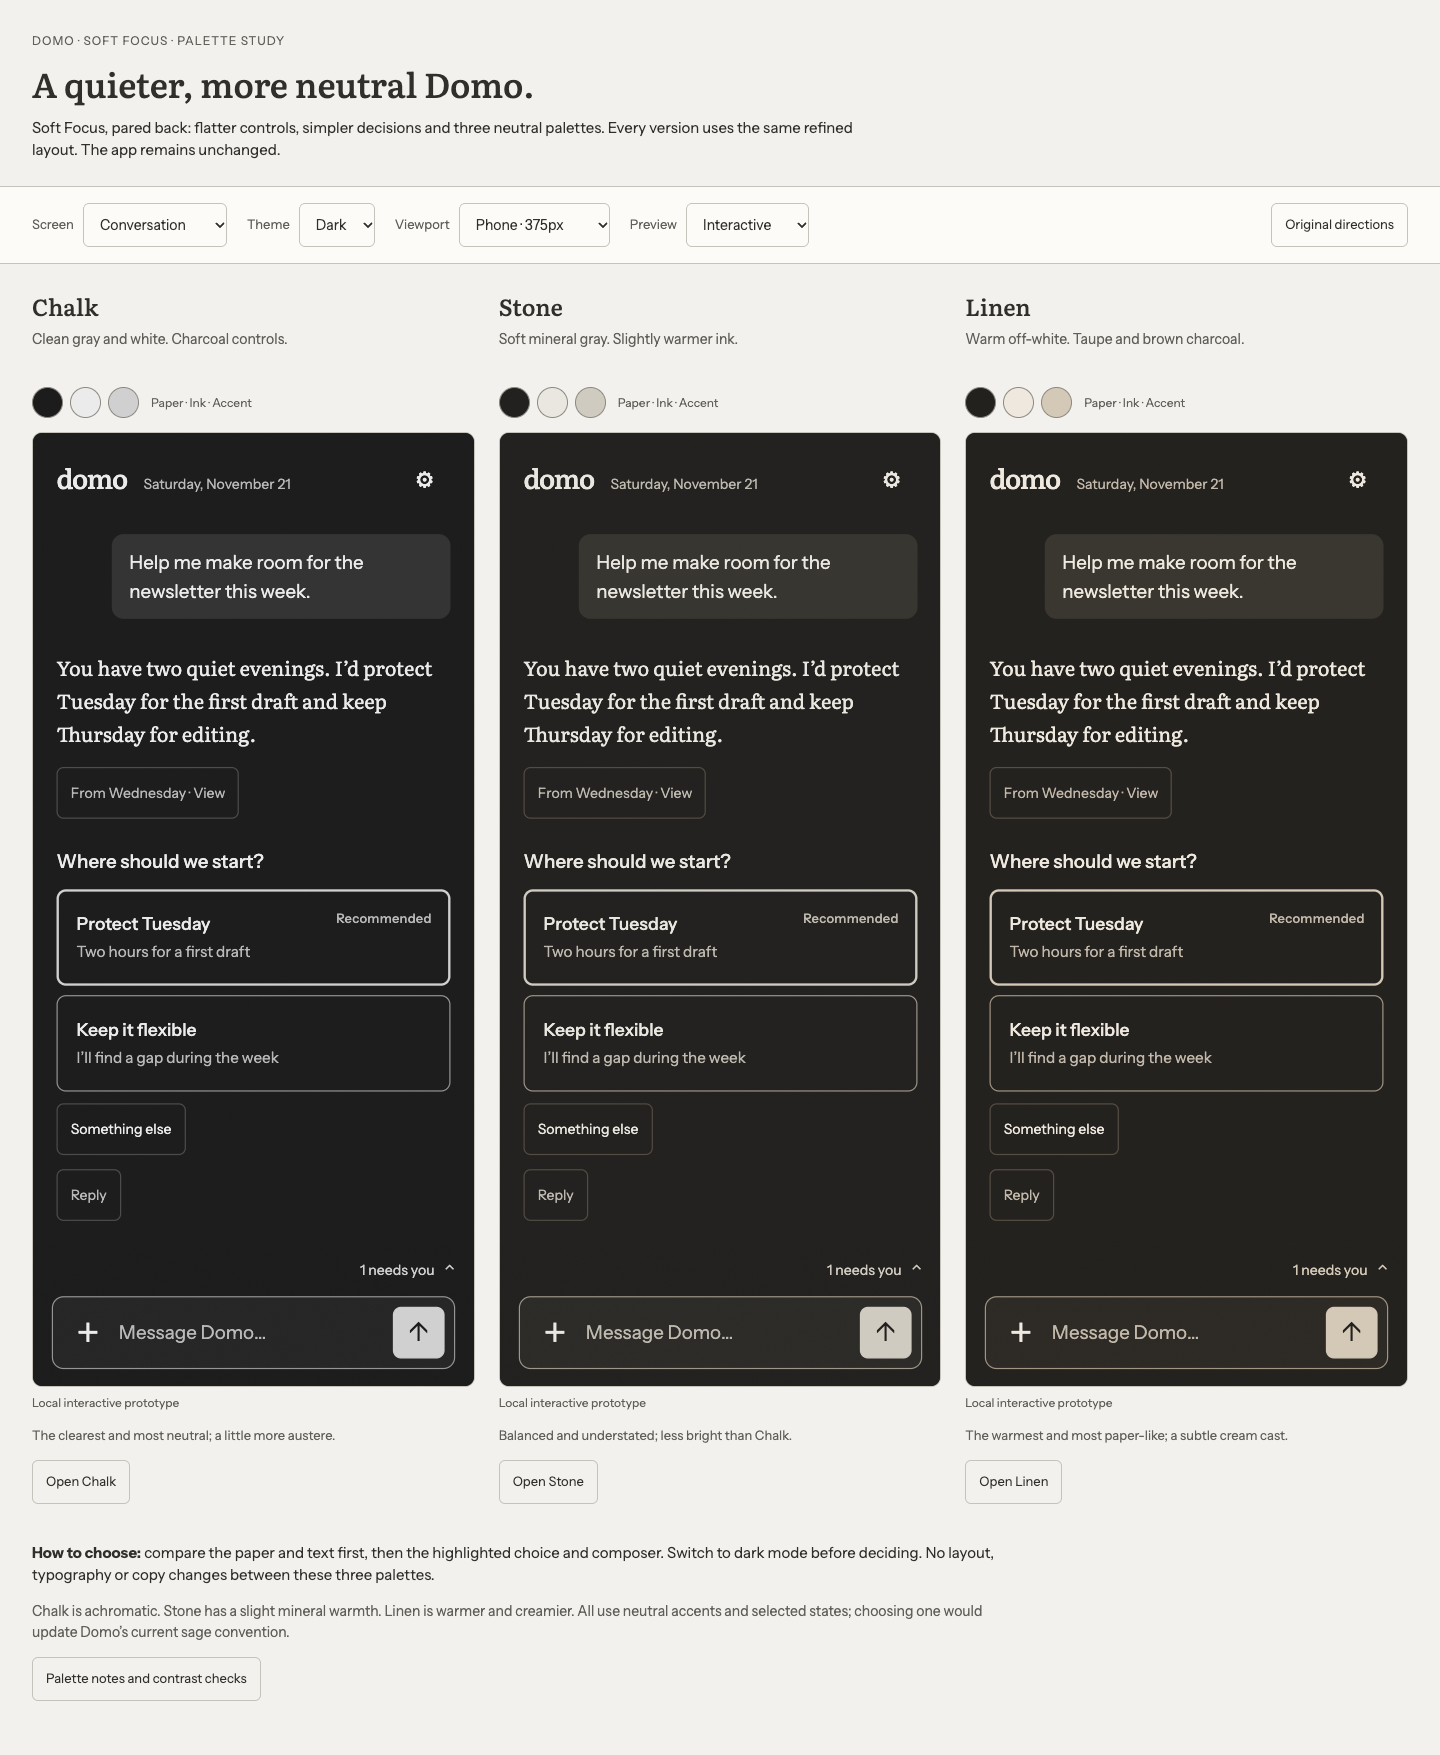 DOMO · SOFT FOCUS · PALETTE STUDY
A quieter, more neutral Domo.
Soft Focus, pared back: flatter controls, simpler decisions and three neutral palettes. Every version uses the same refined
layout. The app remains unchanged.
Screen Conversation Theme Dark Viewport Phone · 375px Preview Interactive Original directions
Chalk
Clean gray and white. Charcoal controls.
Paper · Ink · Accent
domo Saturday, November 21
Help me make room for the
newsletter this week.
You have two quiet evenings. I’d protect
Tuesday for the first draft and keep
Thursday for editing.
From Wednesday · View
Where should we start?
Protect Tuesday Recommended
Two hours for a first draft
Keep it flexible
I’ll find a gap during the week
Something else
Reply
1 needs you
Message Domo...
Local interactive prototype
The clearest and most neutral; a little more austere.
Open Chalk
Stone
Soft mineral gray. Slightly warmer ink.
Paper · Ink · Accent
domo Saturday, November 21
Help me make room for the
newsletter this week.
You have two quiet evenings. I’d protect
Tuesday for the first draft and keep
Thursday for editing.
From Wednesday · View
Where should we start?
Protect Tuesday Recommended
Two hours for a first draft
Keep it flexible
I’ll find a gap during the week
Something else
Reply
1 needs you
Message Domo...
Local interactive prototype
Balanced and understated; less bright than Chalk.
Open Stone
Linen
Warm off-white. Taupe and brown charcoal.
Paper · Ink · Accent
domo Saturday, November 21
Help me make room for the
newsletter this week.
You have two quiet evenings. I’d protect
Tuesday for the first draft and keep
Thursday for editing.
From Wednesday · View
Where should we start?
Protect Tuesday Recommended
Two hours for a first draft
Keep it flexible
I’ll find a gap during the week
Something else
Reply
1 needs you
Message Domo...
Local interactive prototype
The warmest and most paper-like; a subtle cream cast.
Open Linen
How to choose: compare the paper and text first, then the highlighted choice and composer. Switch to dark mode before deciding. No layout,
typography or copy changes between these three palettes.
Chalk is achromatic. Stone has a slight mineral warmth. Linen is warmer and creamier. All use neutral accents and selected states; choosing one would
update Domo’s current sage convention.
Palette notes and contrast checks